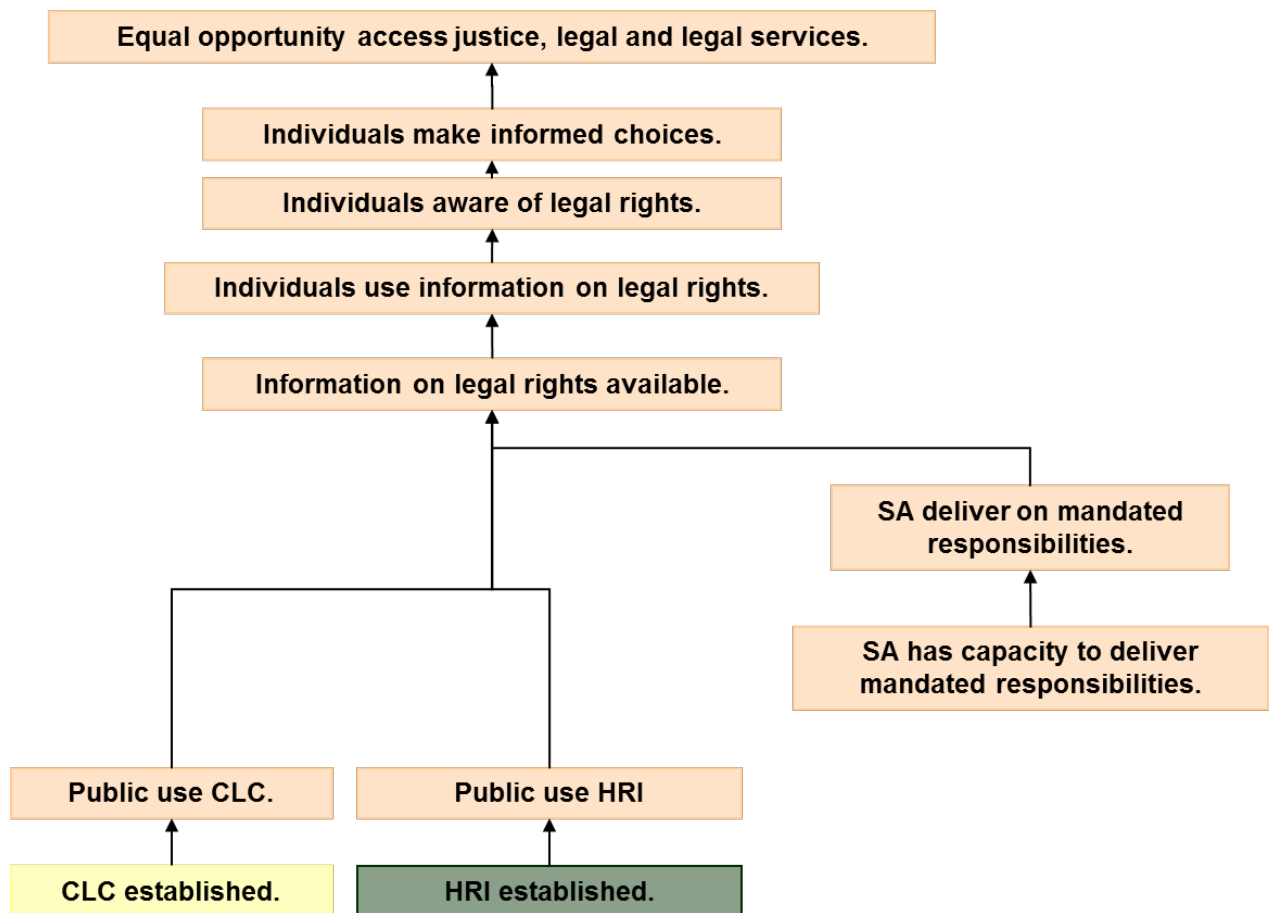 Equal opportunity access justice, legal and legal services.
Individuals make informed choices.
Individuals aware of legal rights.
Individuals use information on legal rights.
Information on legal rights available.
SA deliver on mandated
responsibilities.
SA has capacity to deliver
mandated responsibilities.
Public use CLC.
Public use HRI
CLC established.
HRI established.